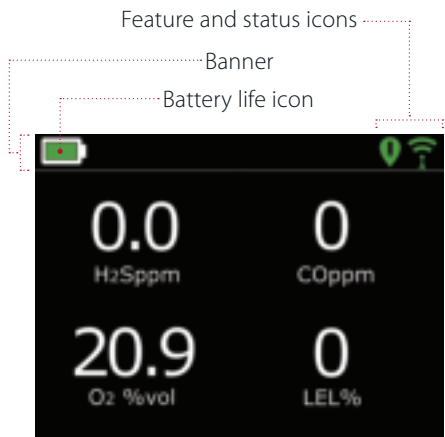 Feature and status icons
Banner
Battery life icon
0.0 0
H2Sppm COppm
20.9 0
O2 %vol LEL%